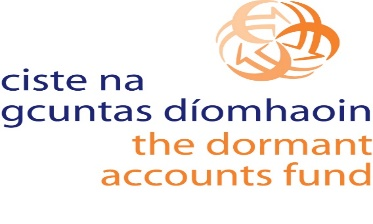 ciste na
gcuntas díomhaoin
the dormant
accounts fund